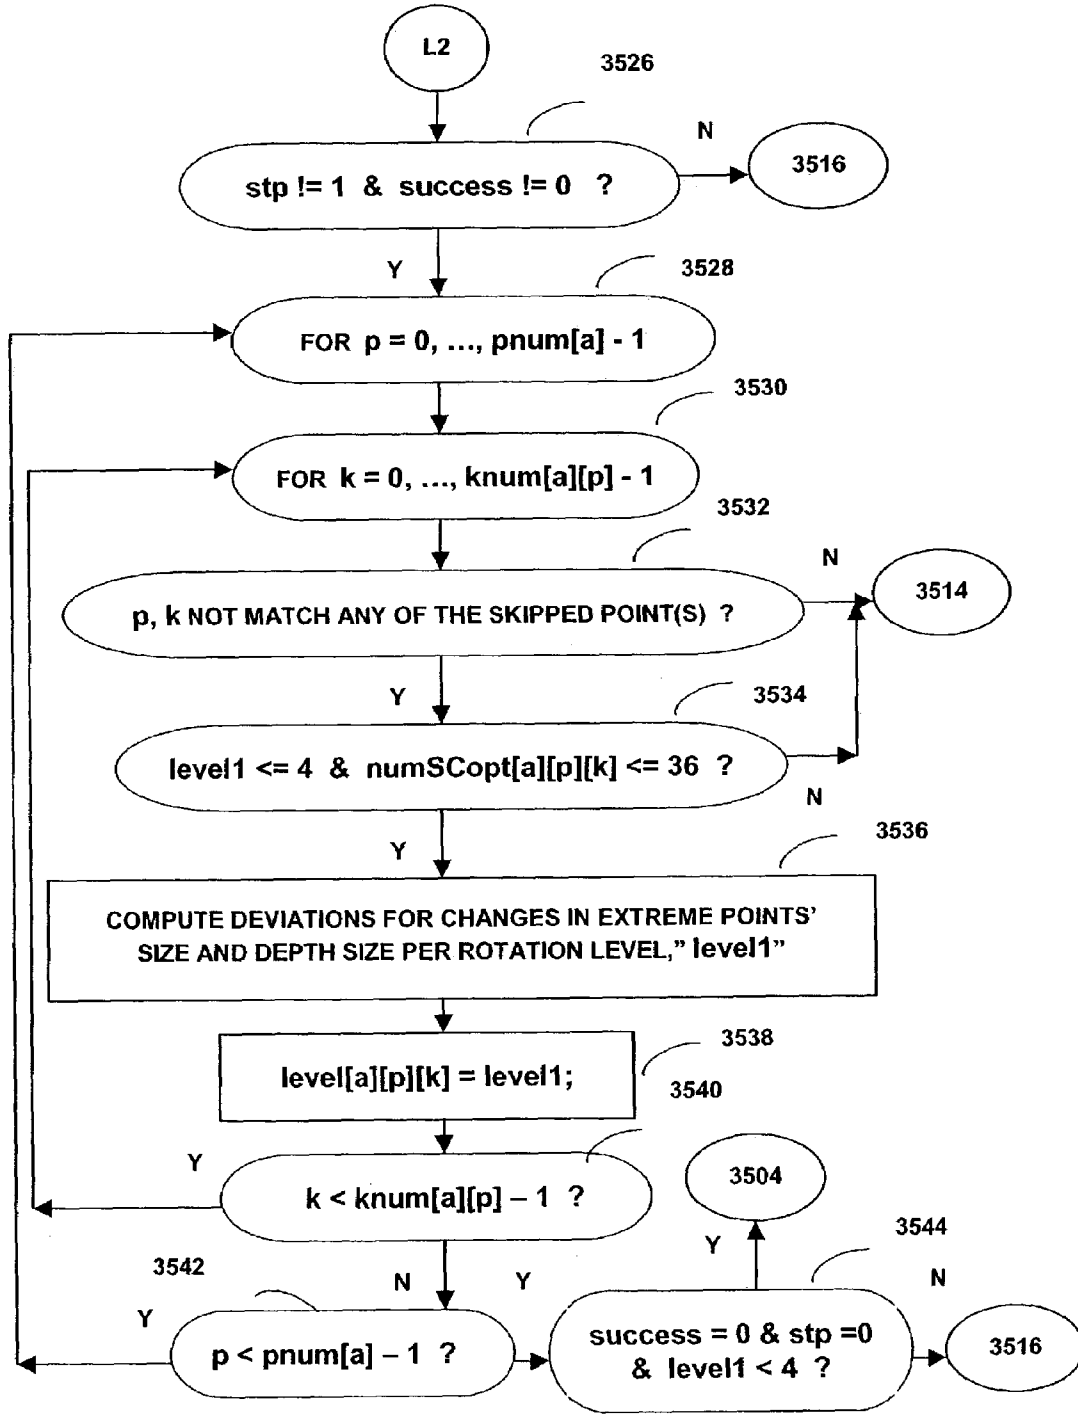 L2
3526
stp != 1 & success != 0 ?
N
3516
Y
3528
FOR p = 0, ..., pnum[a] - 1
3530
FOR k = 0, ..., knum[a][p] - 1
3532
p, k NOT MATCH ANY OF THE SKIPPED POINT(S) ?
N
3514
Y
3534
level1 <= 4 & numSCopt[a][p][k] <= 36 ?
N
Y
3536
COMPUTE DEVIATIONS FOR CHANGES IN EXTREME POINTS'
SIZE AND DEPTH SIZE PER ROTATION LEVEL," level1"
3538
level[a][p][k] = level1;
3540
Y
k < knum[a][p] – 1 ?
3504
3544
Y
3542
N
Y
N
Y
p < pnum[a] – 1 ?
success = 0 & stp =0
& level1 < 4 ?
3516